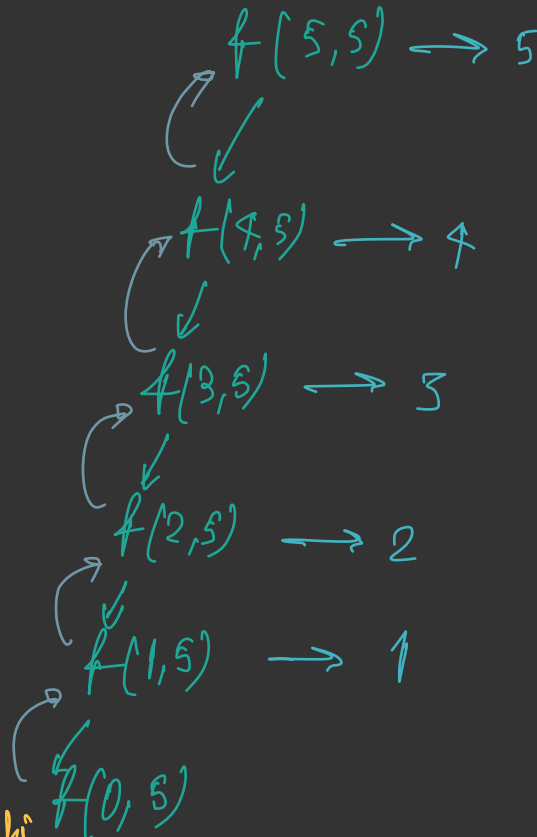 f(5,5) → 5
f(4,5) → 4
f(3,5) → 3
f(2,5) → 2
f(1,5) → 1
f(0,5)